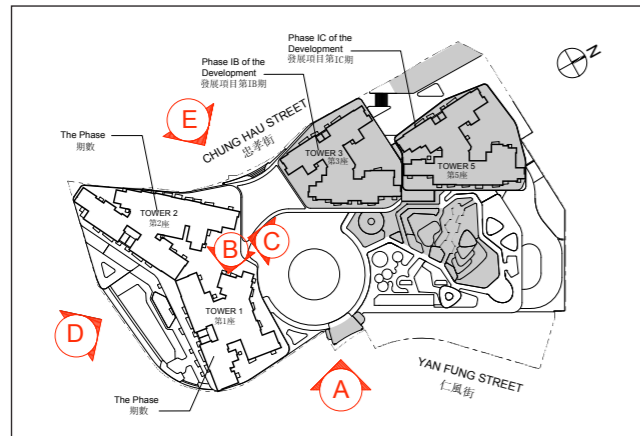 Phase IC of the
Development
發展項目第IC期
Phase IB of the
Development
發展項目第IB期
N
E
CHUNG HAU STREET
忠孝街
The Phase
期數
TOWER 3
第3座
TOWER 5
第5座
TOWER 2
第2座
B
C
D
TOWER 1
第1座
A
YAN FUNG STREET
仁風街
The Phase
期數